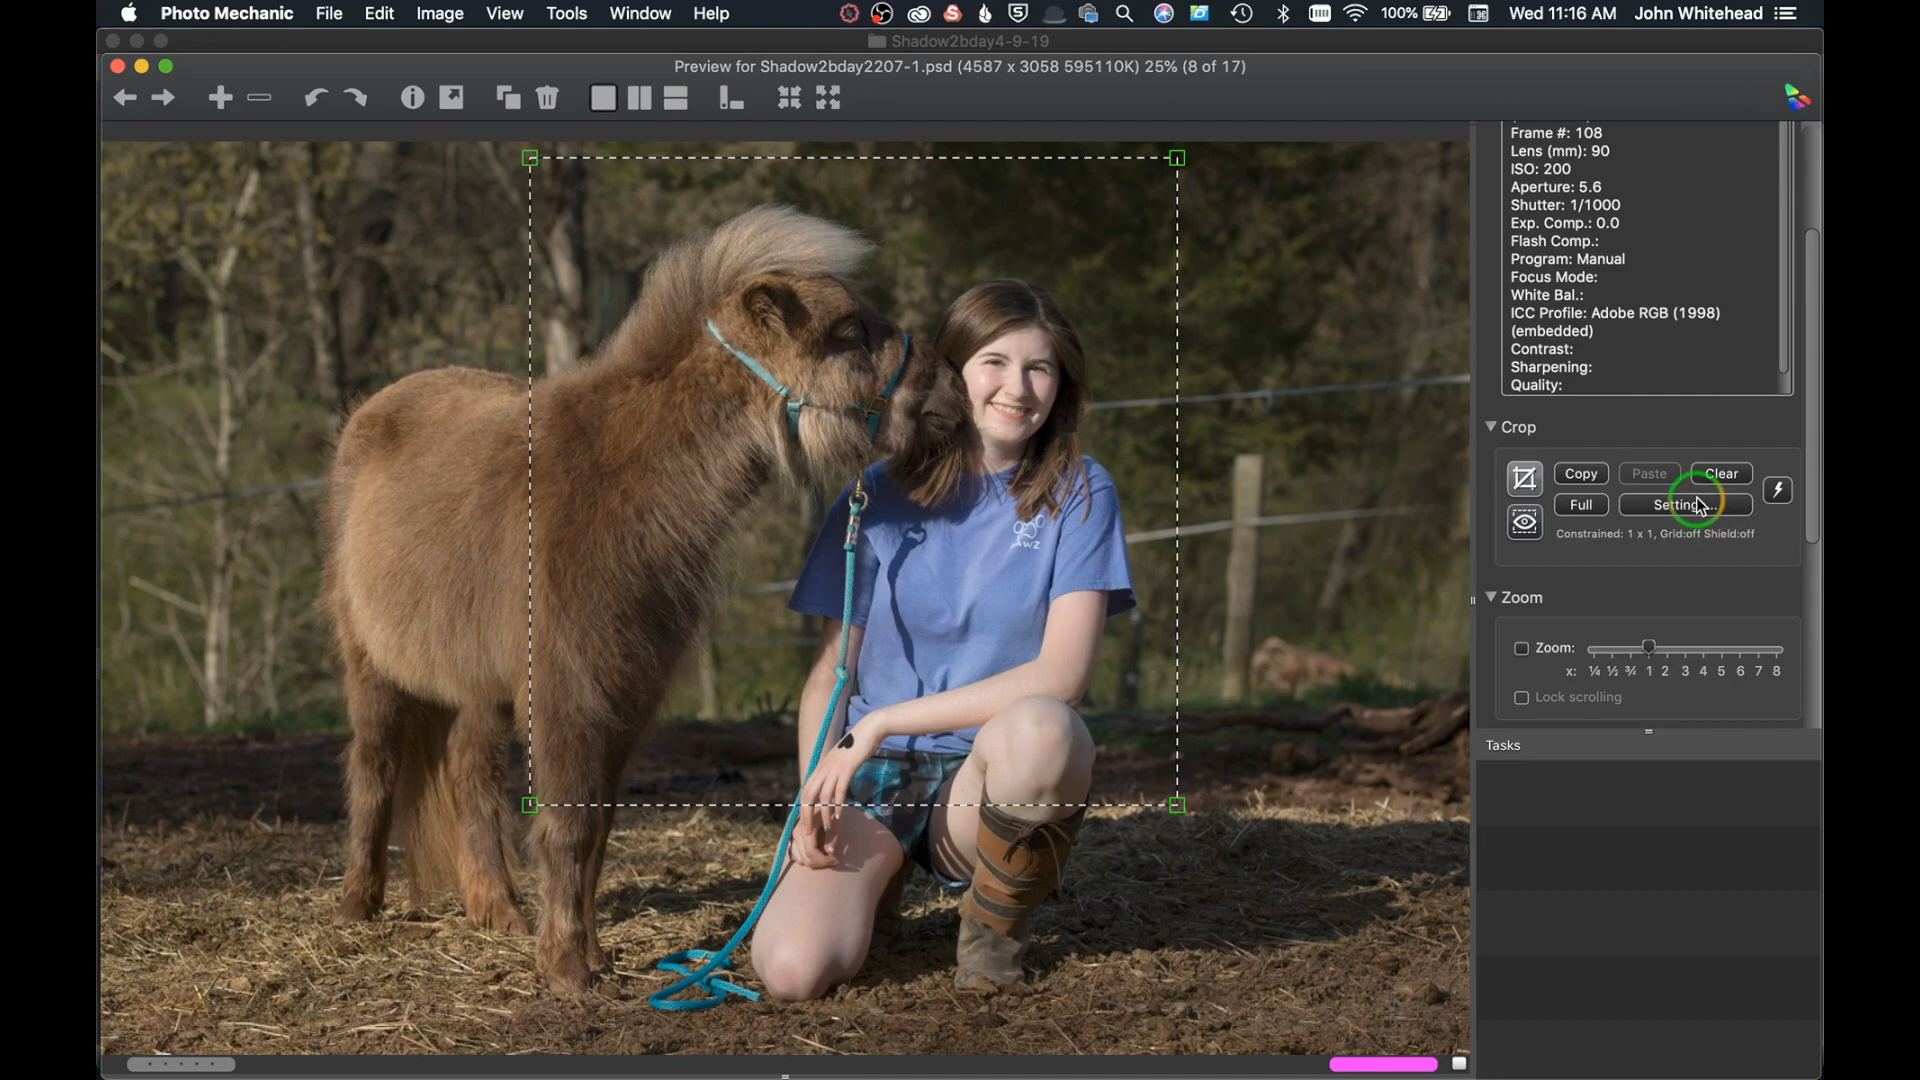 Photo Mechanic File Edit Image View Tools Window Help 100% Wed 11:16 AM John Whitehead
Shadow2bday4-9-19
Preview for Shadow2bday2207-1.psd (4587 x 3058 595110K) 25% (8 of 17)
Frame #: 108
Lens (mm): 90
ISO: 200
Aperture: 5.6
Shutter: 1/1000
Exp. Comp.: 0.0
Flash Comp.:
Program: Manual
Focus Mode:
White Bal.:
ICC Profile: Adobe RGB (1998)
(embedded)
Contrast:
Sharpening:
Quality:
Crop
Copy Paste Clear
Full Setting...
Constrained: 1 x 1, Grid:off Shield:off
Zoom
Zoom:
x: ¼ ½ ¾ 1 2 3 4 5 6 7 8
Lock scrolling
Tasks
PAWZ